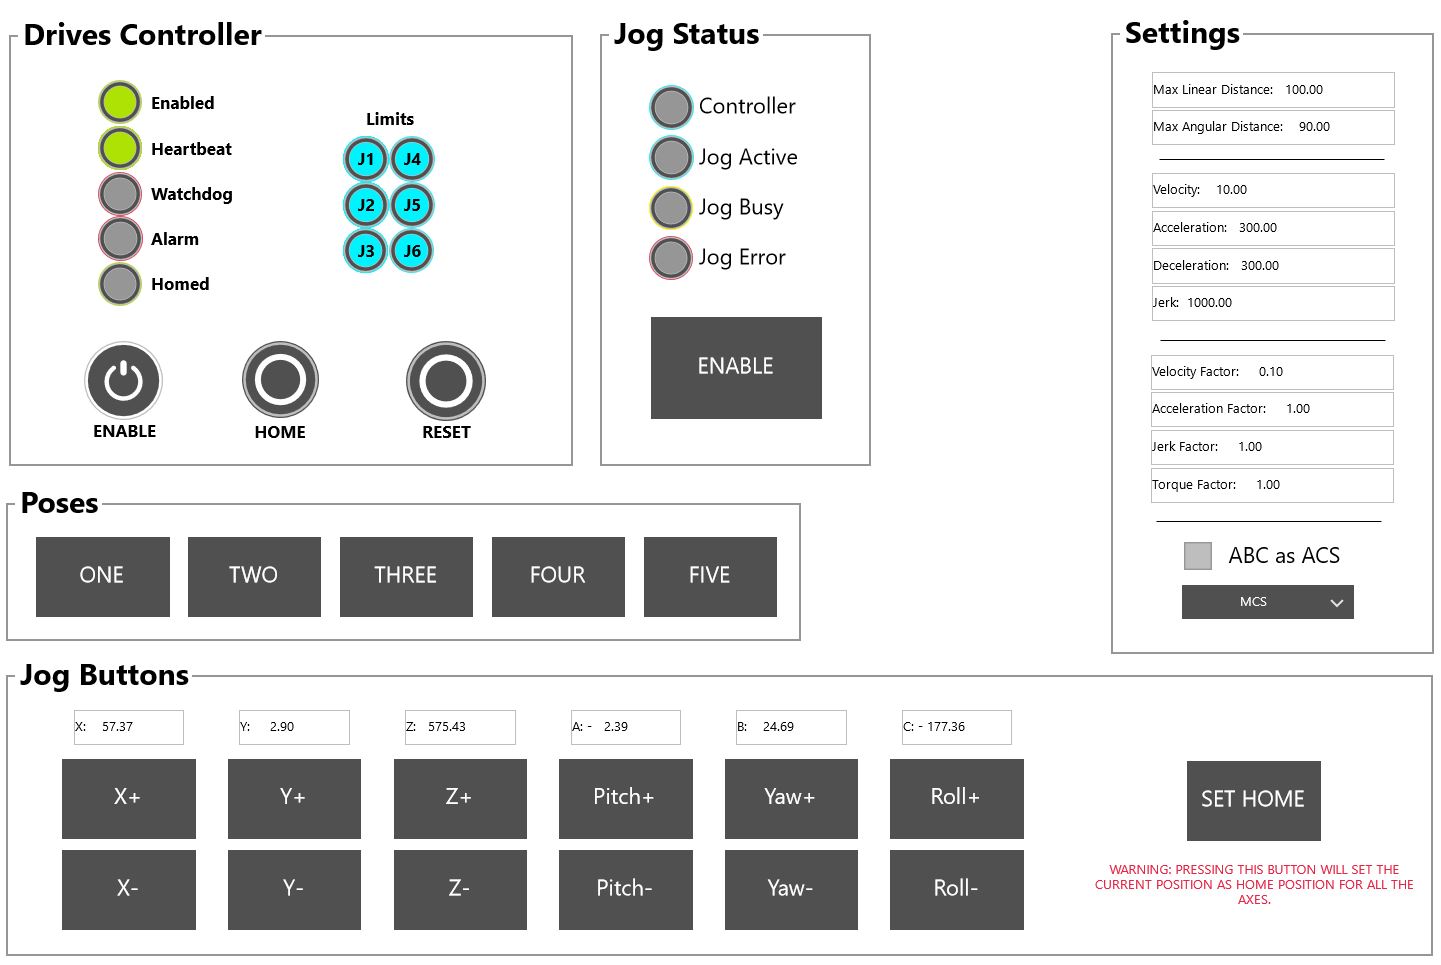 Drives Controller
Enabled
Heartbeat
Watchdog
Alarm
Homed
Limits
J1 J4
J2 J5
J3 J6
ENABLE HOME RESET
Jog Status
Controller
Jog Active
Jog Busy
Jog Error
ENABLE
Settings
Max Linear Distance: 100.00
Max Angular Distance: 90.00
Velocity: 10.00
Acceleration: 300.00
Deceleration: 300.00
Jerk: 1000.00
Velocity Factor: 0.10
Acceleration Factor: 1.00
Jerk Factor: 1.00
Torque Factor: 1.00
ABC as ACS
MCS
Poses
ONE TWO THREE FOUR FIVE
Jog Buttons
X: 57.37 Y: 2.90 Z: 575.43 A: - 2.39 B: 24.69 C: - 177.36
X+ Y+ Z+ Pitch+ Yaw+ Roll+
X- Y- Z- Pitch- Yaw- Roll-
SET HOME
WARNING: PRESSING THIS BUTTON WILL SET THE
CURRENT POSITION AS HOME POSITION FOR ALL THE
AXES.